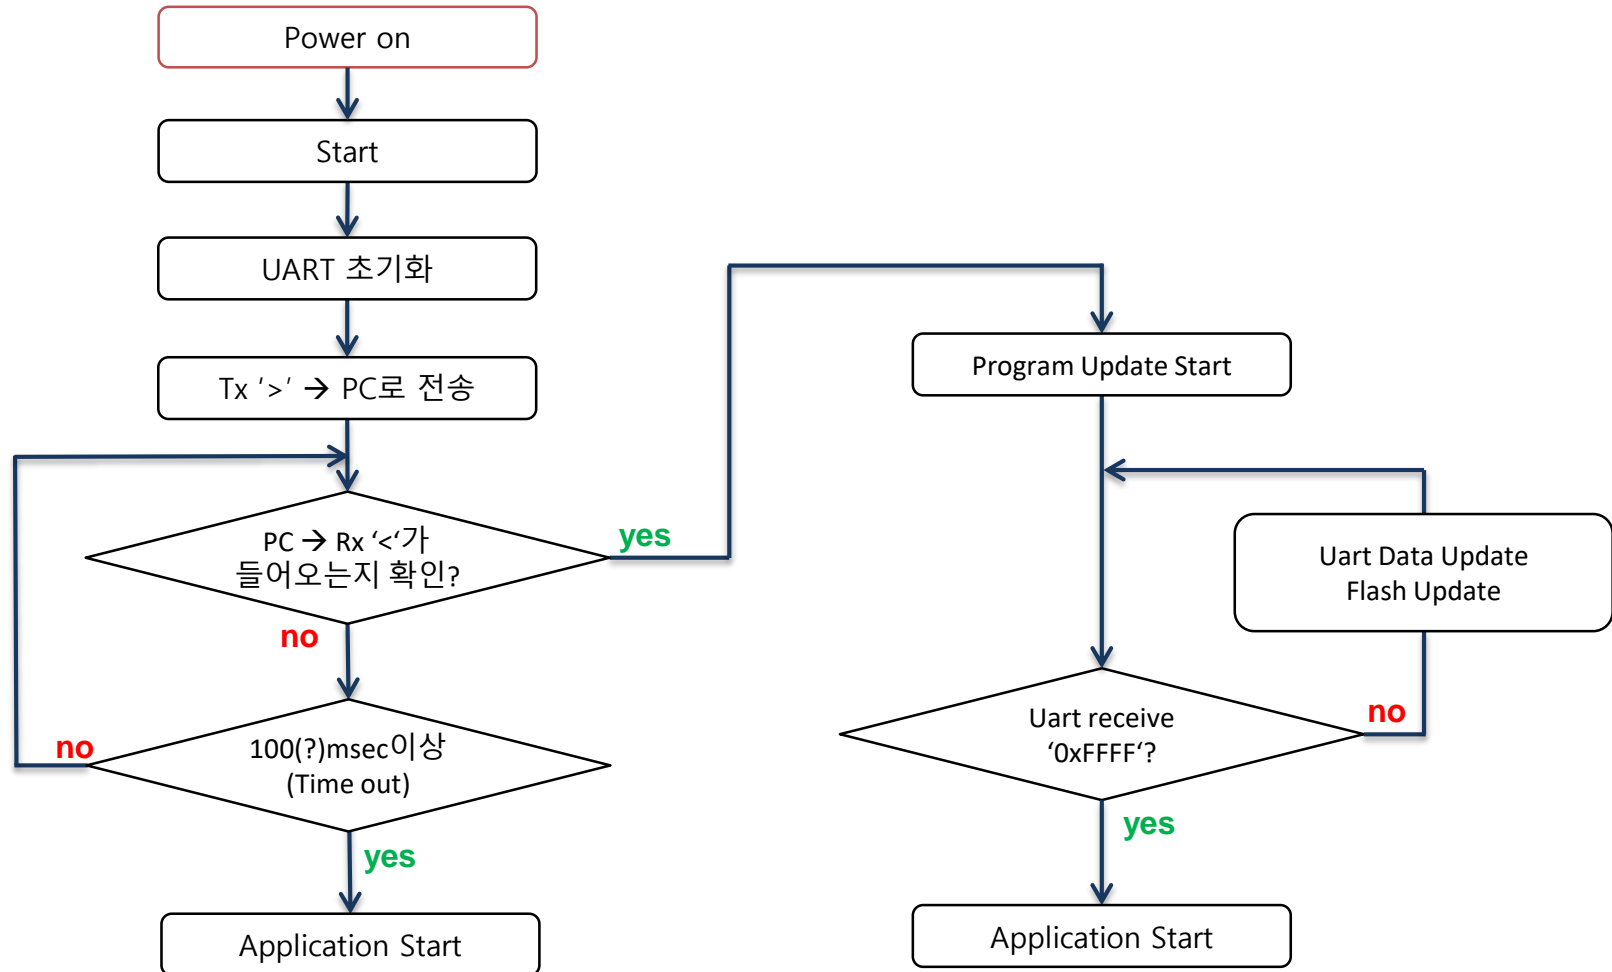 Power on
Start
UART 초기화
Tx ‘>’ → PC로 전송
PC → Rx ‘<‘가
들어오는지 확인?
yes
no
100(?)msec이상
(Time out)
no
yes
Application Start
Program Update Start
Uart Data Update
Flash Update
Uart receive
‘0xFFFF‘?
no
yes
Application Start